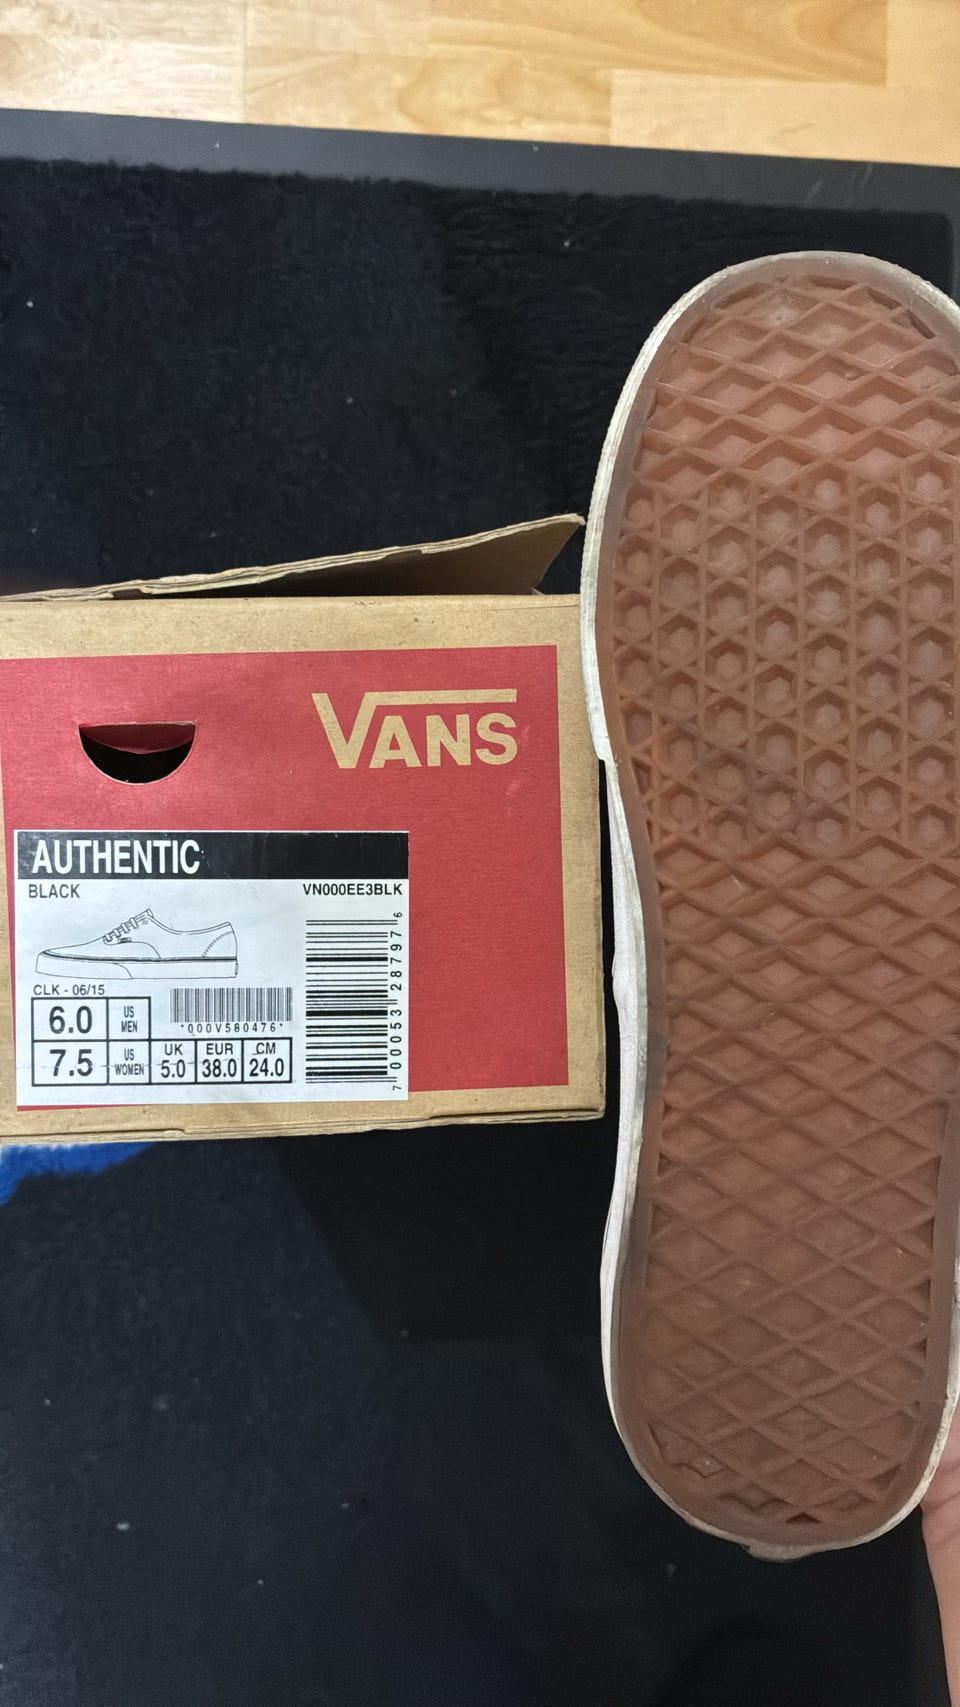 VANS
AUTHENTIC
BLACK VN000EE3BLK
CLK - 06/15
6.0 US MEN
*000V580476*
7.5 US WOMEN
UK 5.0
EUR 38.0
CM 24.0
7 00053 28797 6